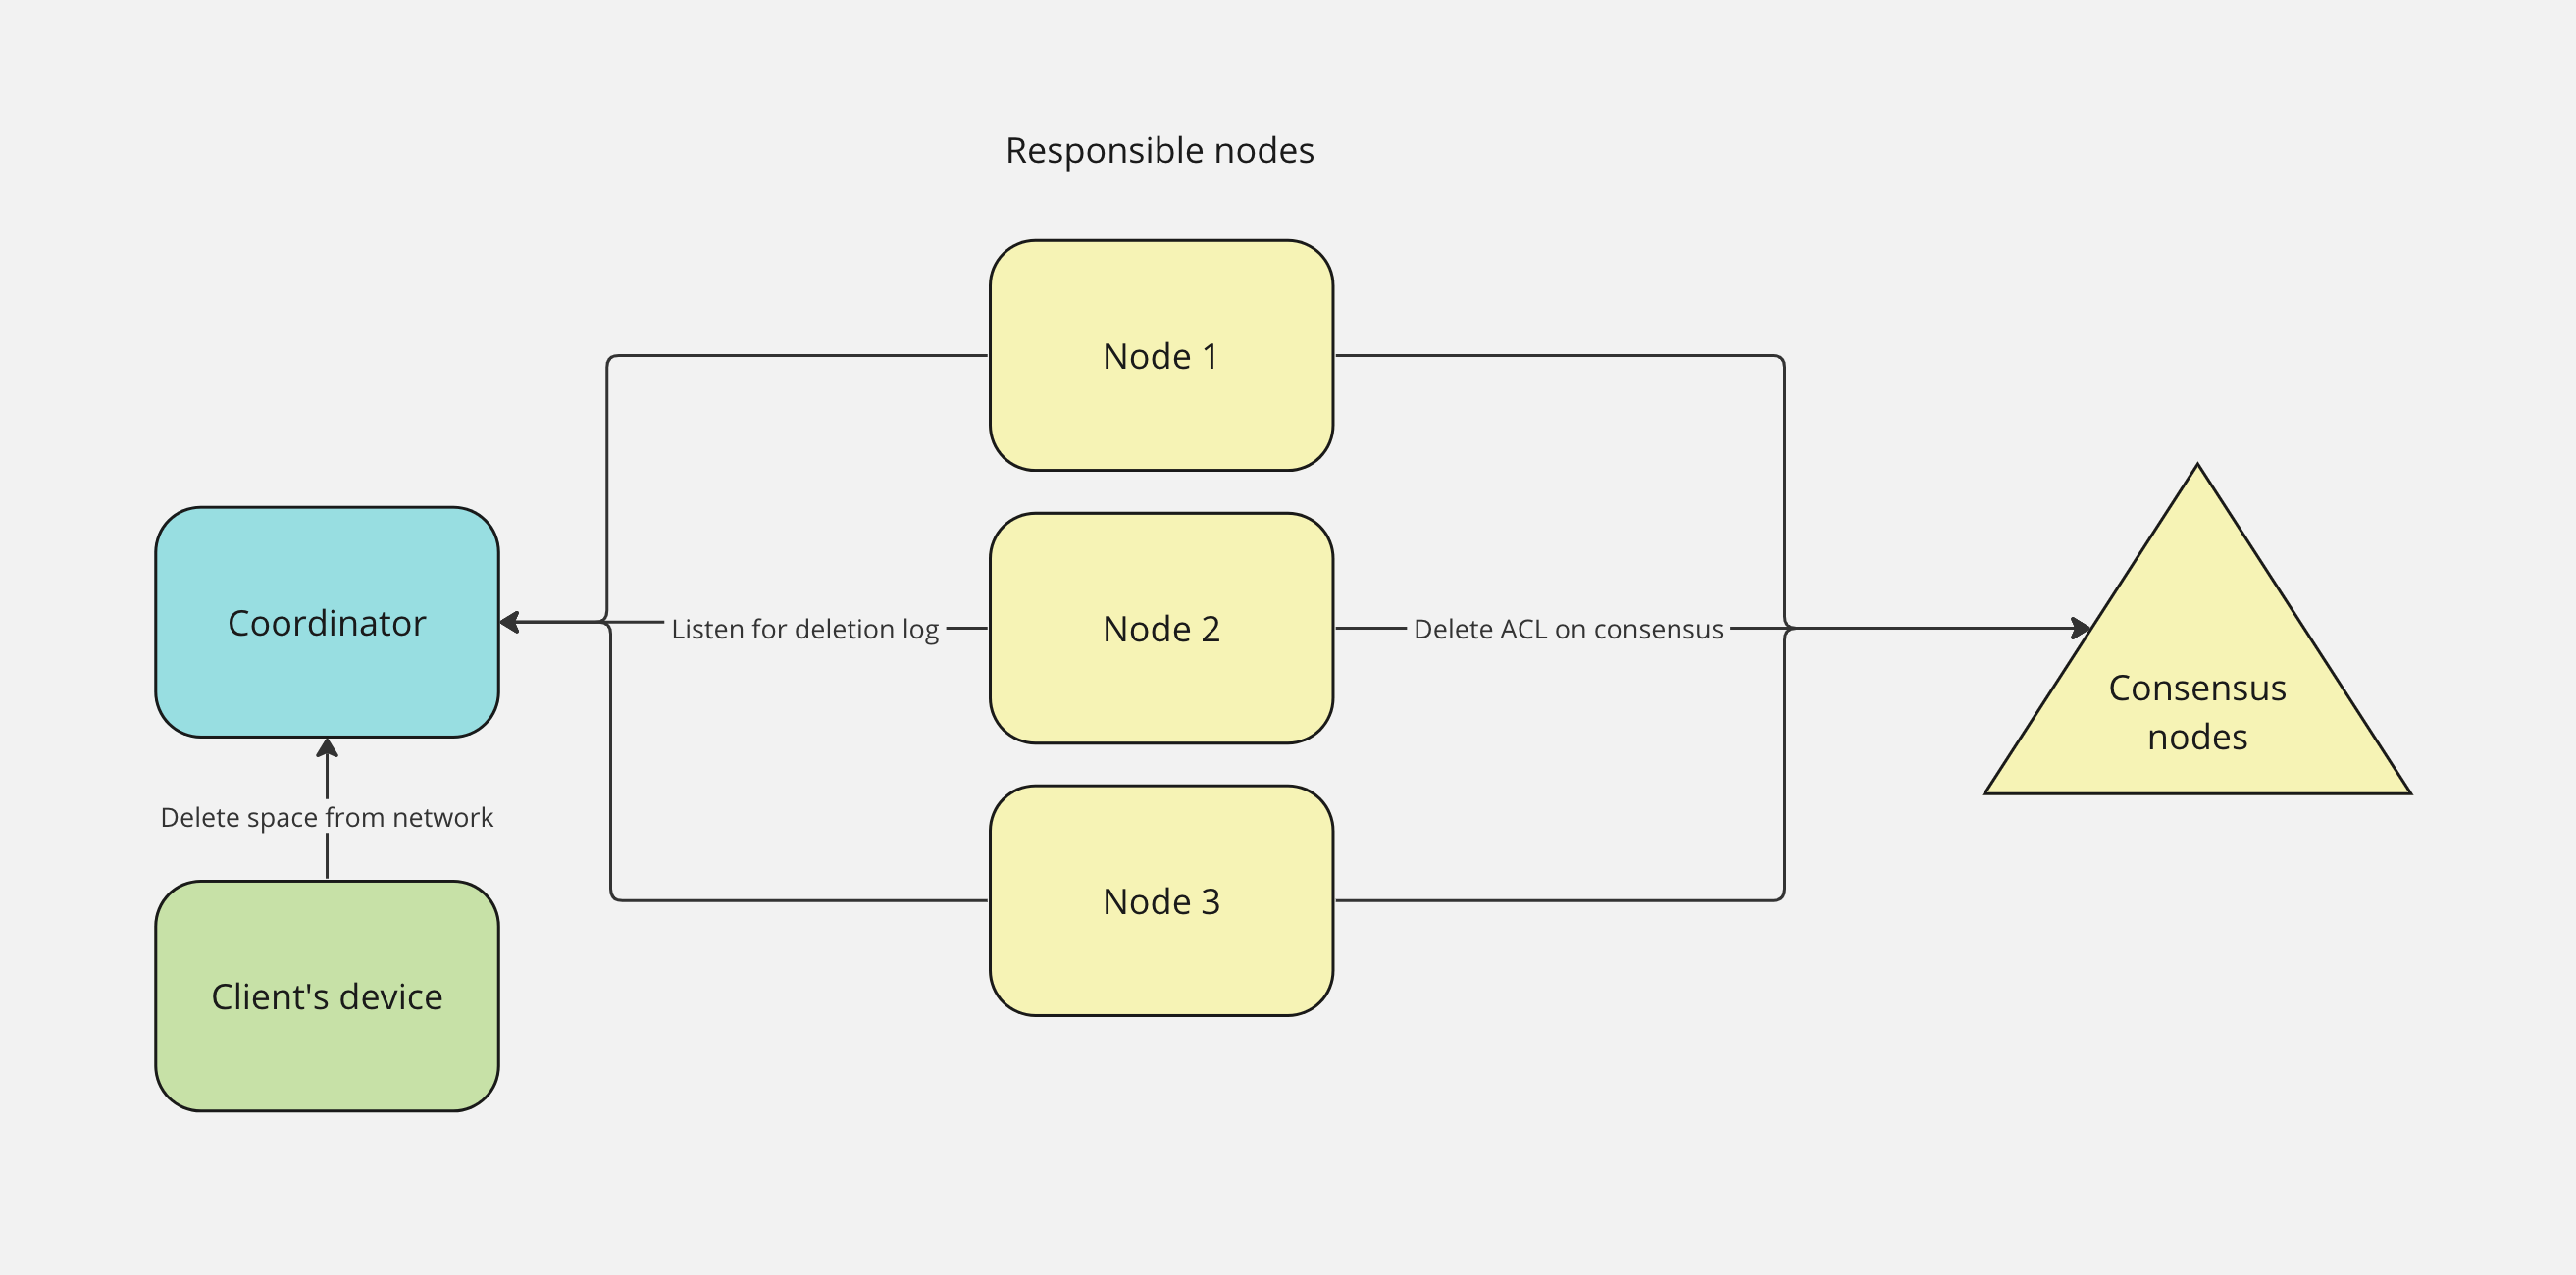 Responsible nodes
Node 1
Coordinator
Listen for deletion log
Node 2
Delete ACL on consensus
Consensus
nodes
Delete space from network
Node 3
Client's device